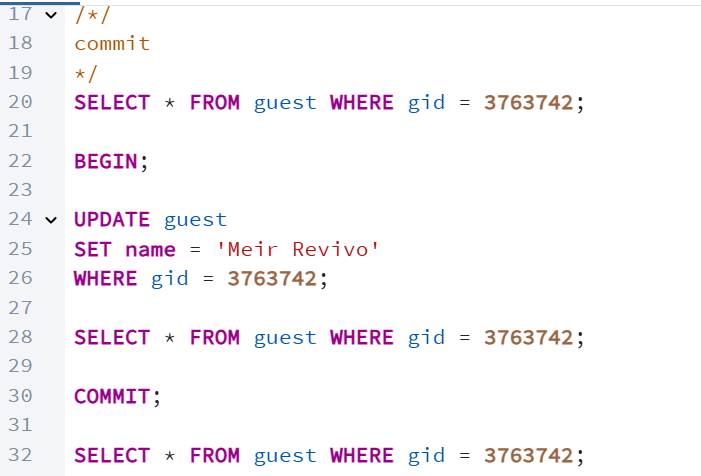 17 /*/
18 commit
19 */
20 SELECT * FROM guest WHERE gid = 3763742;
21
22 BEGIN;
23
24 UPDATE guest
25 SET name = 'Meir Revivo'
26 WHERE gid = 3763742;
27
28 SELECT * FROM guest WHERE gid = 3763742;
29
30 COMMIT;
31
32 SELECT * FROM guest WHERE gid = 3763742;